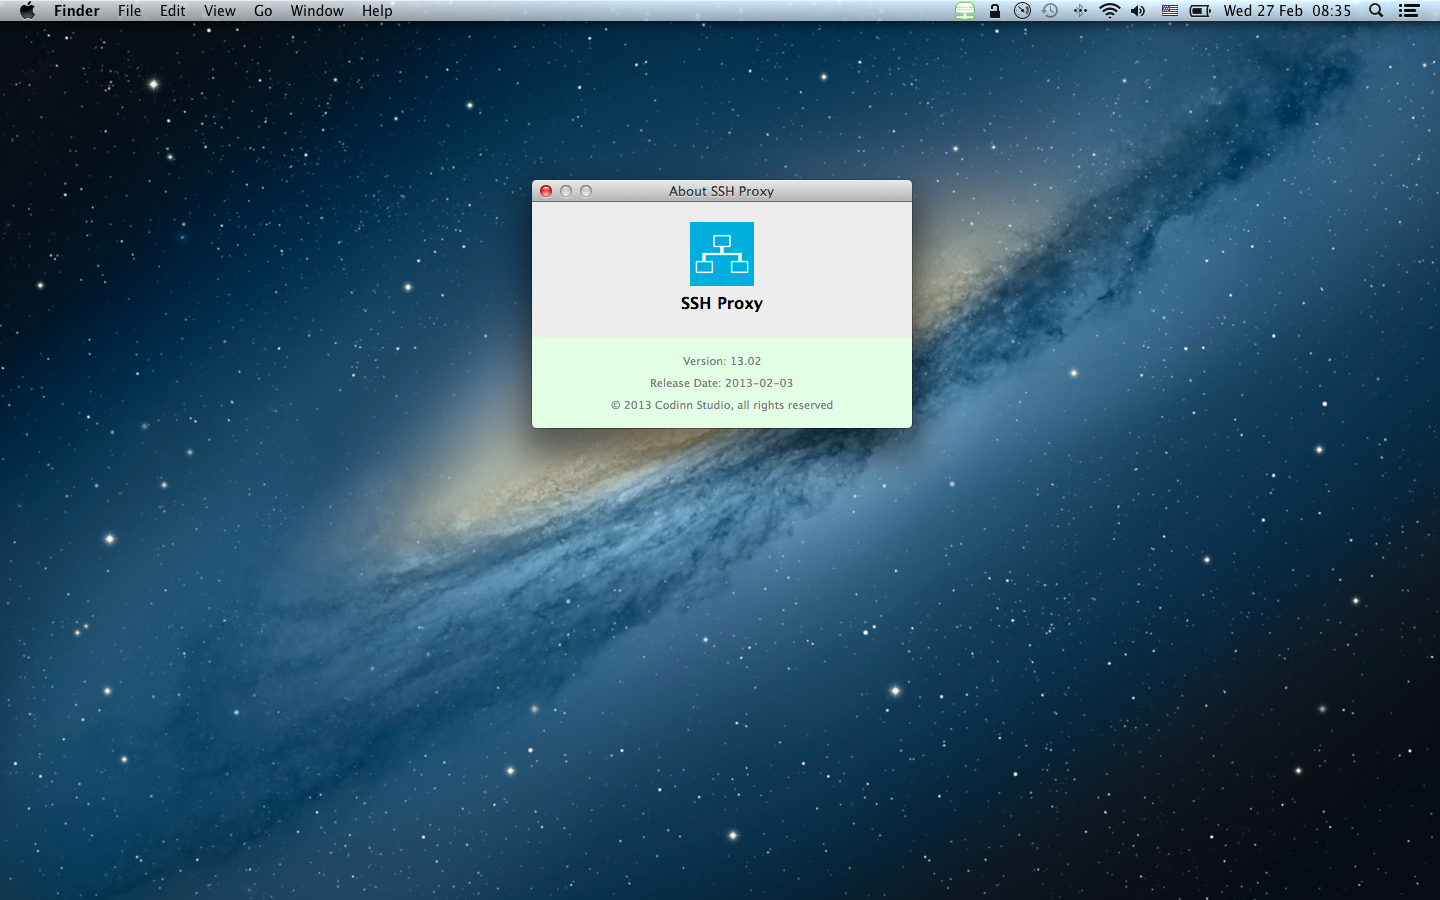 Finder File Edit View Go Window Help Wed 27 Feb 08:35
About SSH Proxy
SSH Proxy
Version: 13.02
Release Date: 2013-02-03
© 2013 Codinn Studio, all rights reserved